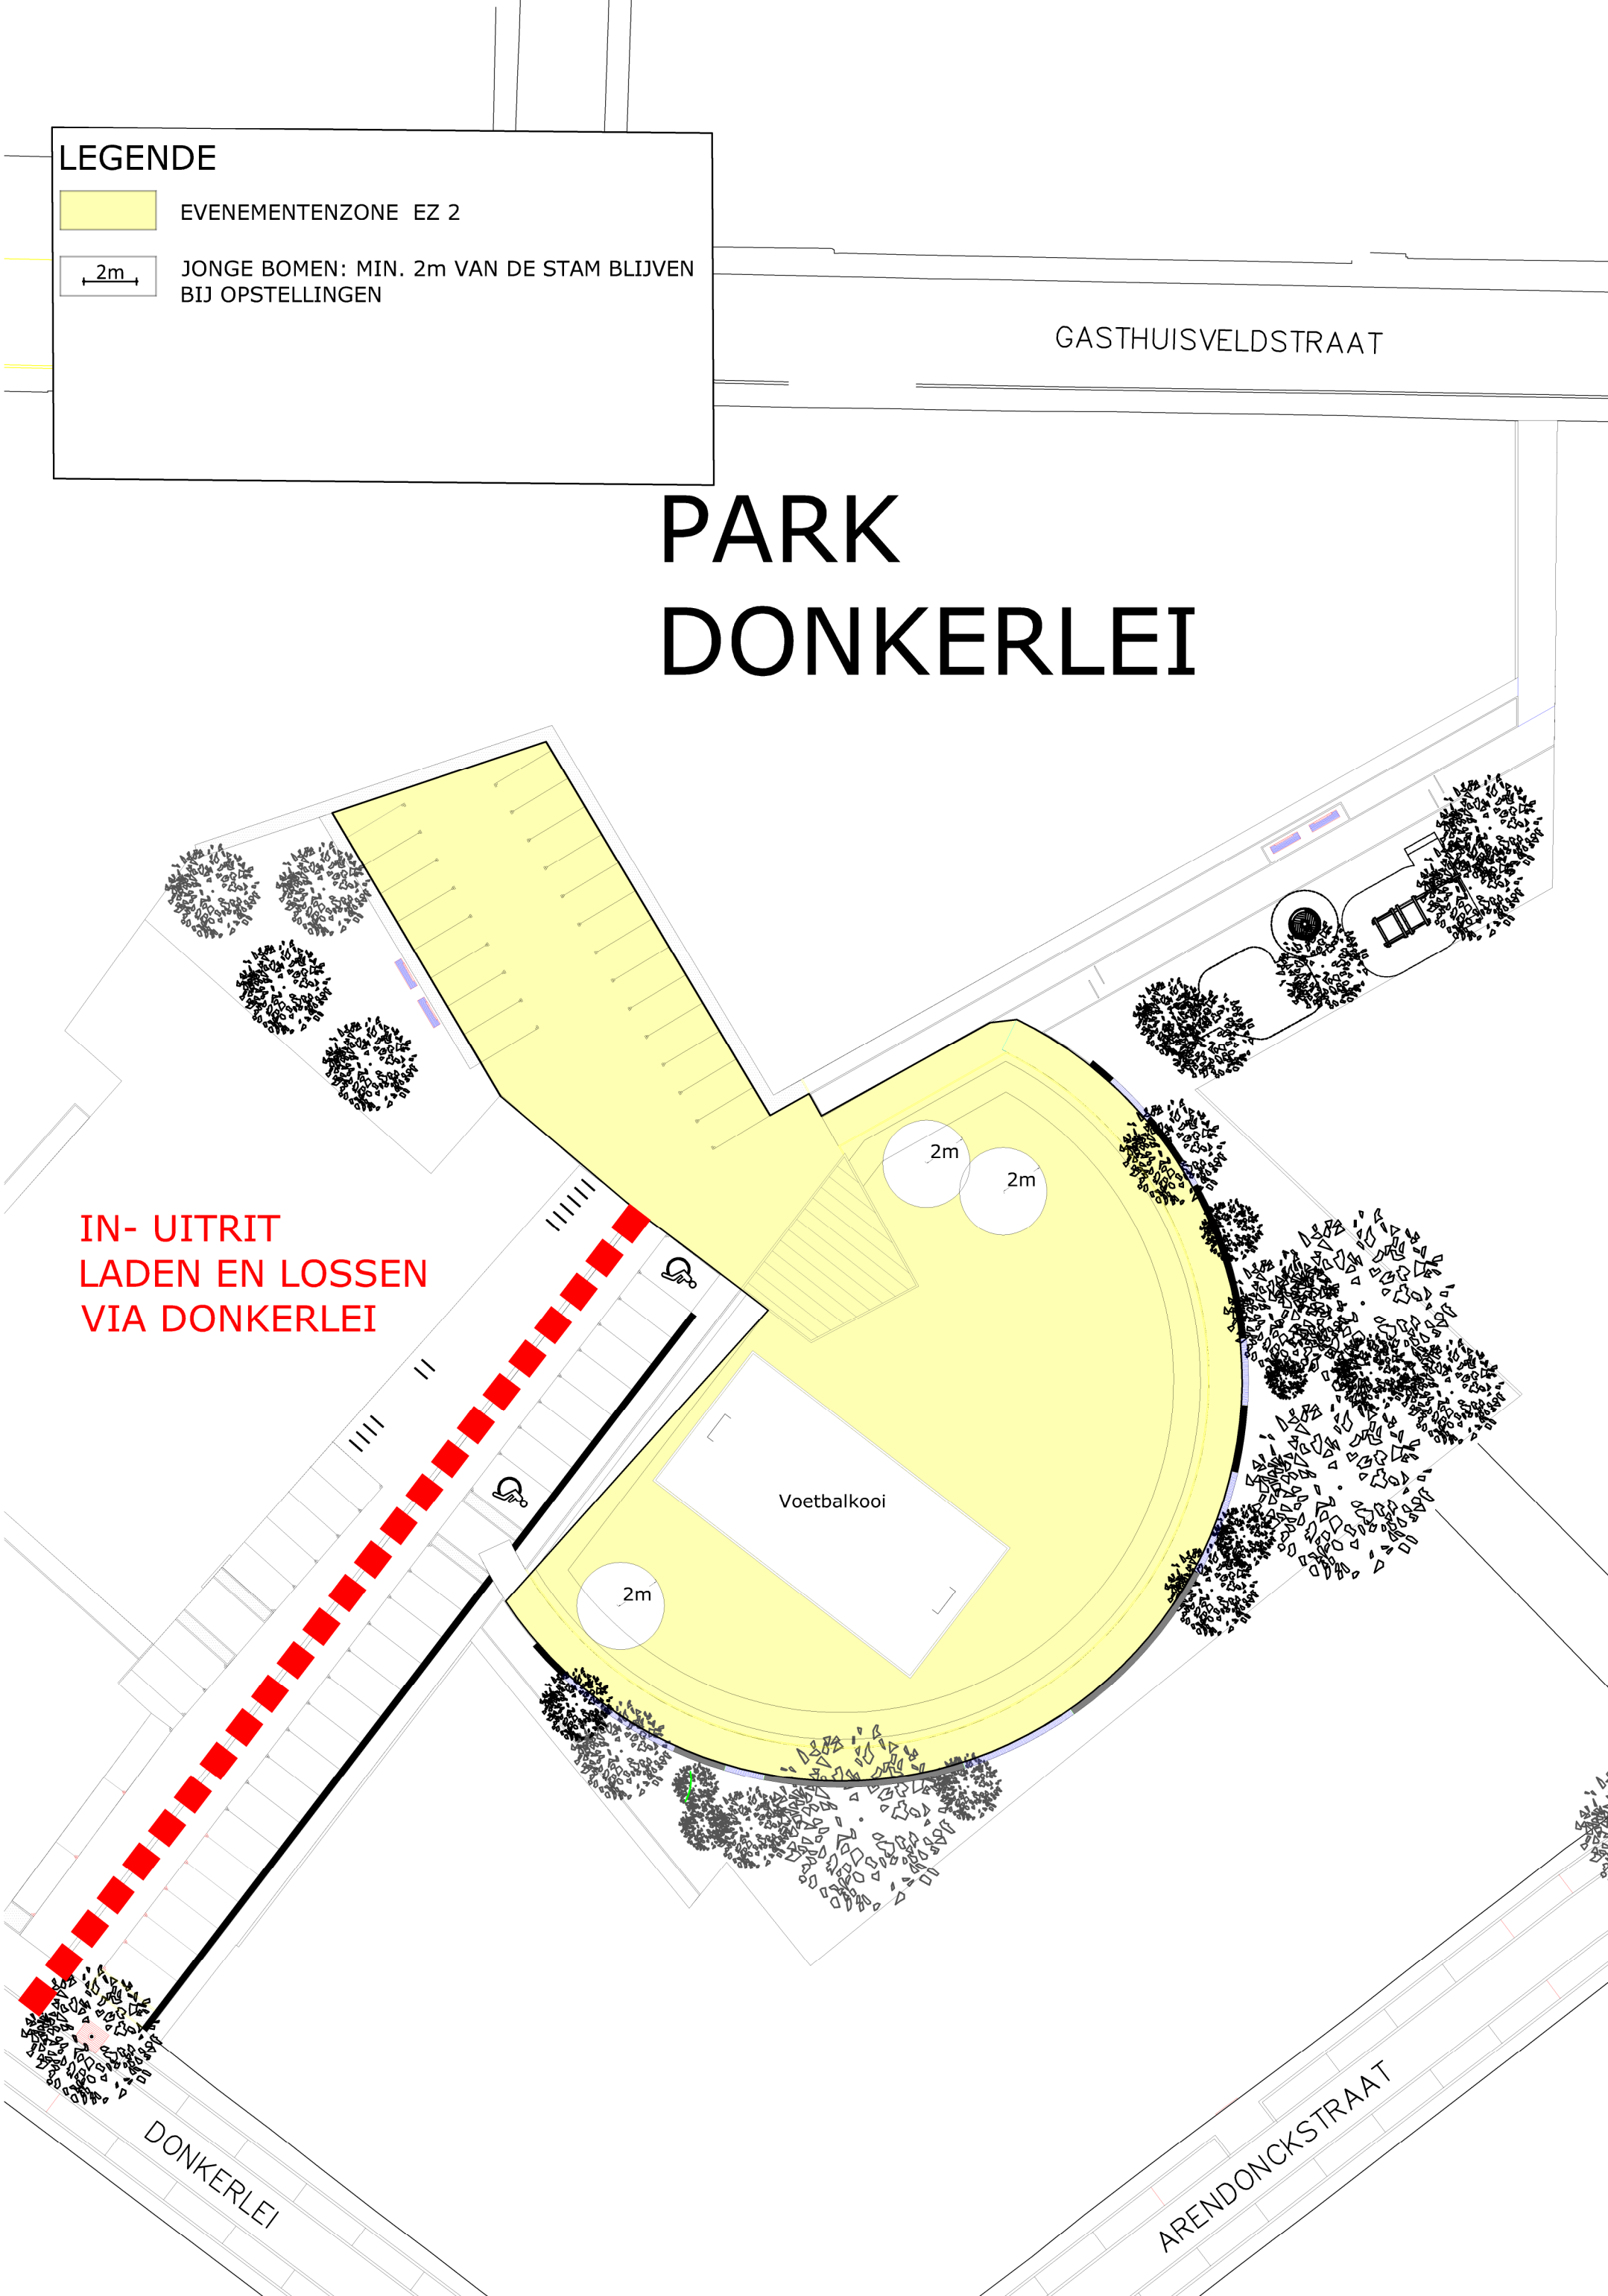 LEGENDE
EVENEMENTENZONE EZ 2
2m
JONGE BOMEN: MIN. 2m VAN DE STAM BLIJVEN
BIJ OPSTELLINGEN
GASTHUISVELDSTRAAT
PARK
DONKERLEI
2m
2m
IN- UITRIT
LADEN EN LOSSEN
VIA DONKERLEI
Voetbalkooi
2m
DONKERLEI
ARENDONCKSTRAAT